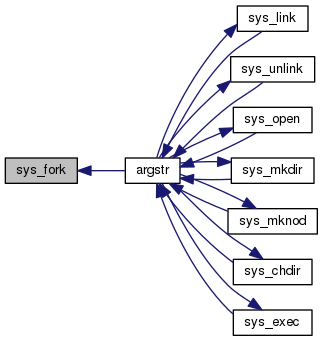 sys_link
sys_unlink
sys_open
sys_fork
argstr
sys_mkdir
sys_mknod
sys_chdir
sys_exec